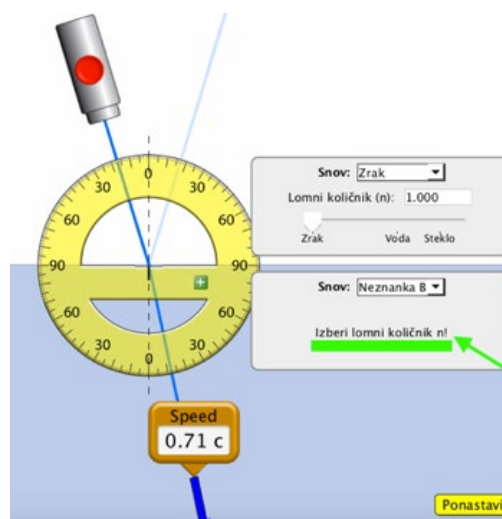 0
30
30
60
60
90
90
60
60
30
30
0
Snov: Zrak
Lomni količnik (n): 1.000
Zrak Voda Steklo
Snov: Neznanka B
Izberi lomni količnik n!
Speed
0.71 c
Ponastavi